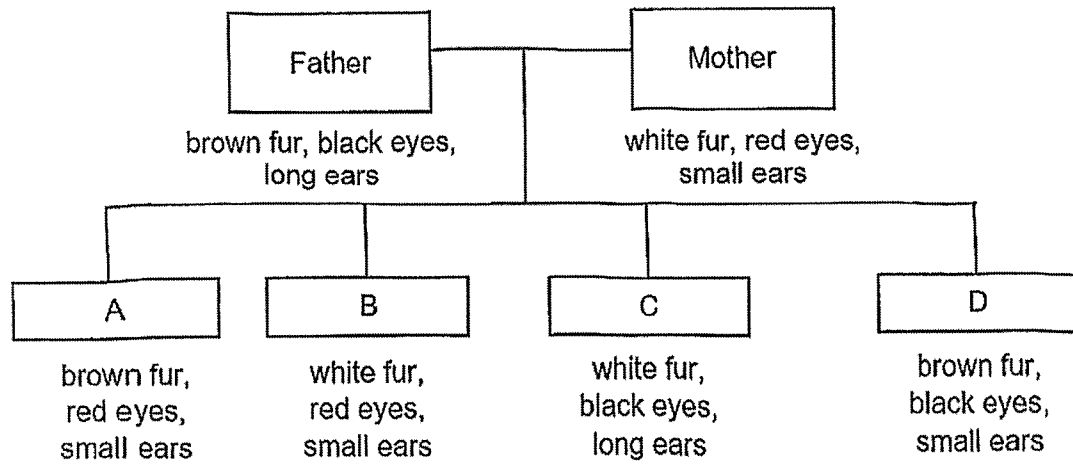 Father
Mother
brown fur, black eyes,
long ears
white fur, red eyes,
small ears
A
B
C
D
brown fur,
red eyes,
small ears
white fur,
red eyes,
small ears
white fur,
black eyes,
long ears
brown fur,
black eyes,
small ears